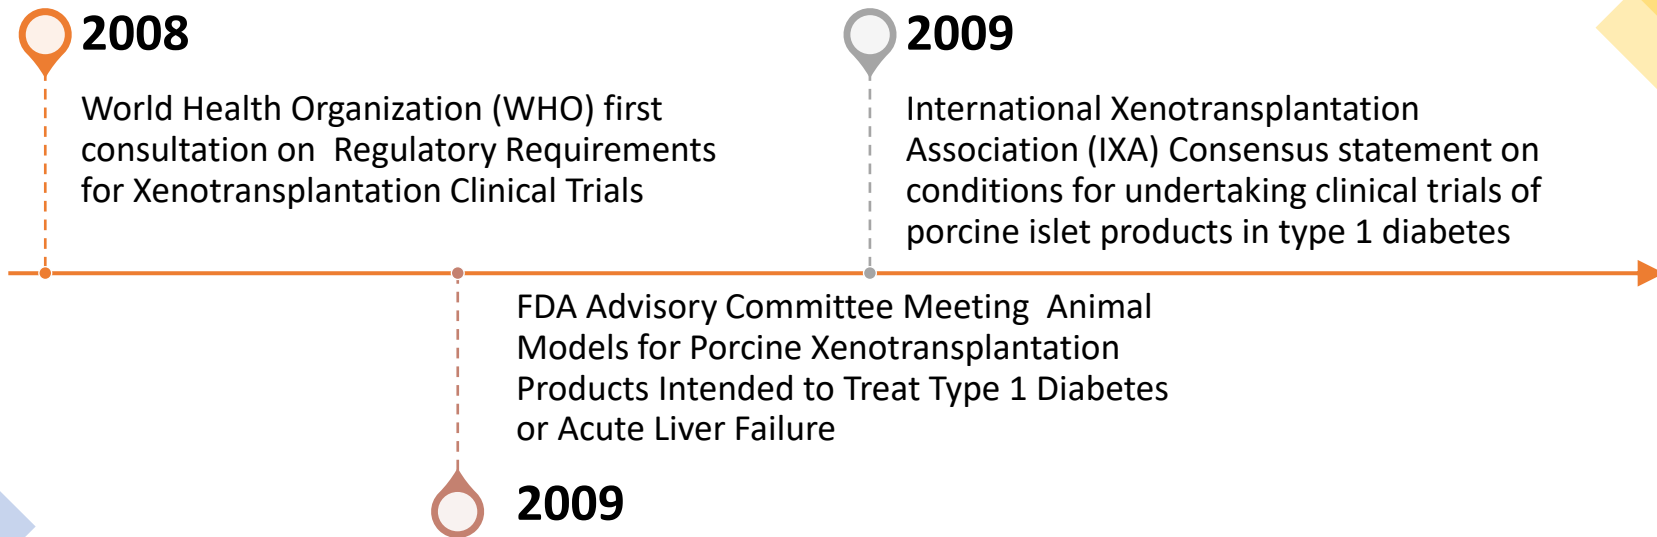 2008
World Health Organization (WHO) first
consultation on  Regulatory Requirements
for Xenotransplantation Clinical Trials
2009
International Xenotransplantation
Association (IXA) Consensus statement on
conditions for undertaking clinical trials of
porcine islet products in type 1 diabetes
FDA Advisory Committee Meeting  Animal
Models for Porcine Xenotransplantation
Products Intended to Treat Type 1 Diabetes
or Acute Liver Failure
2009